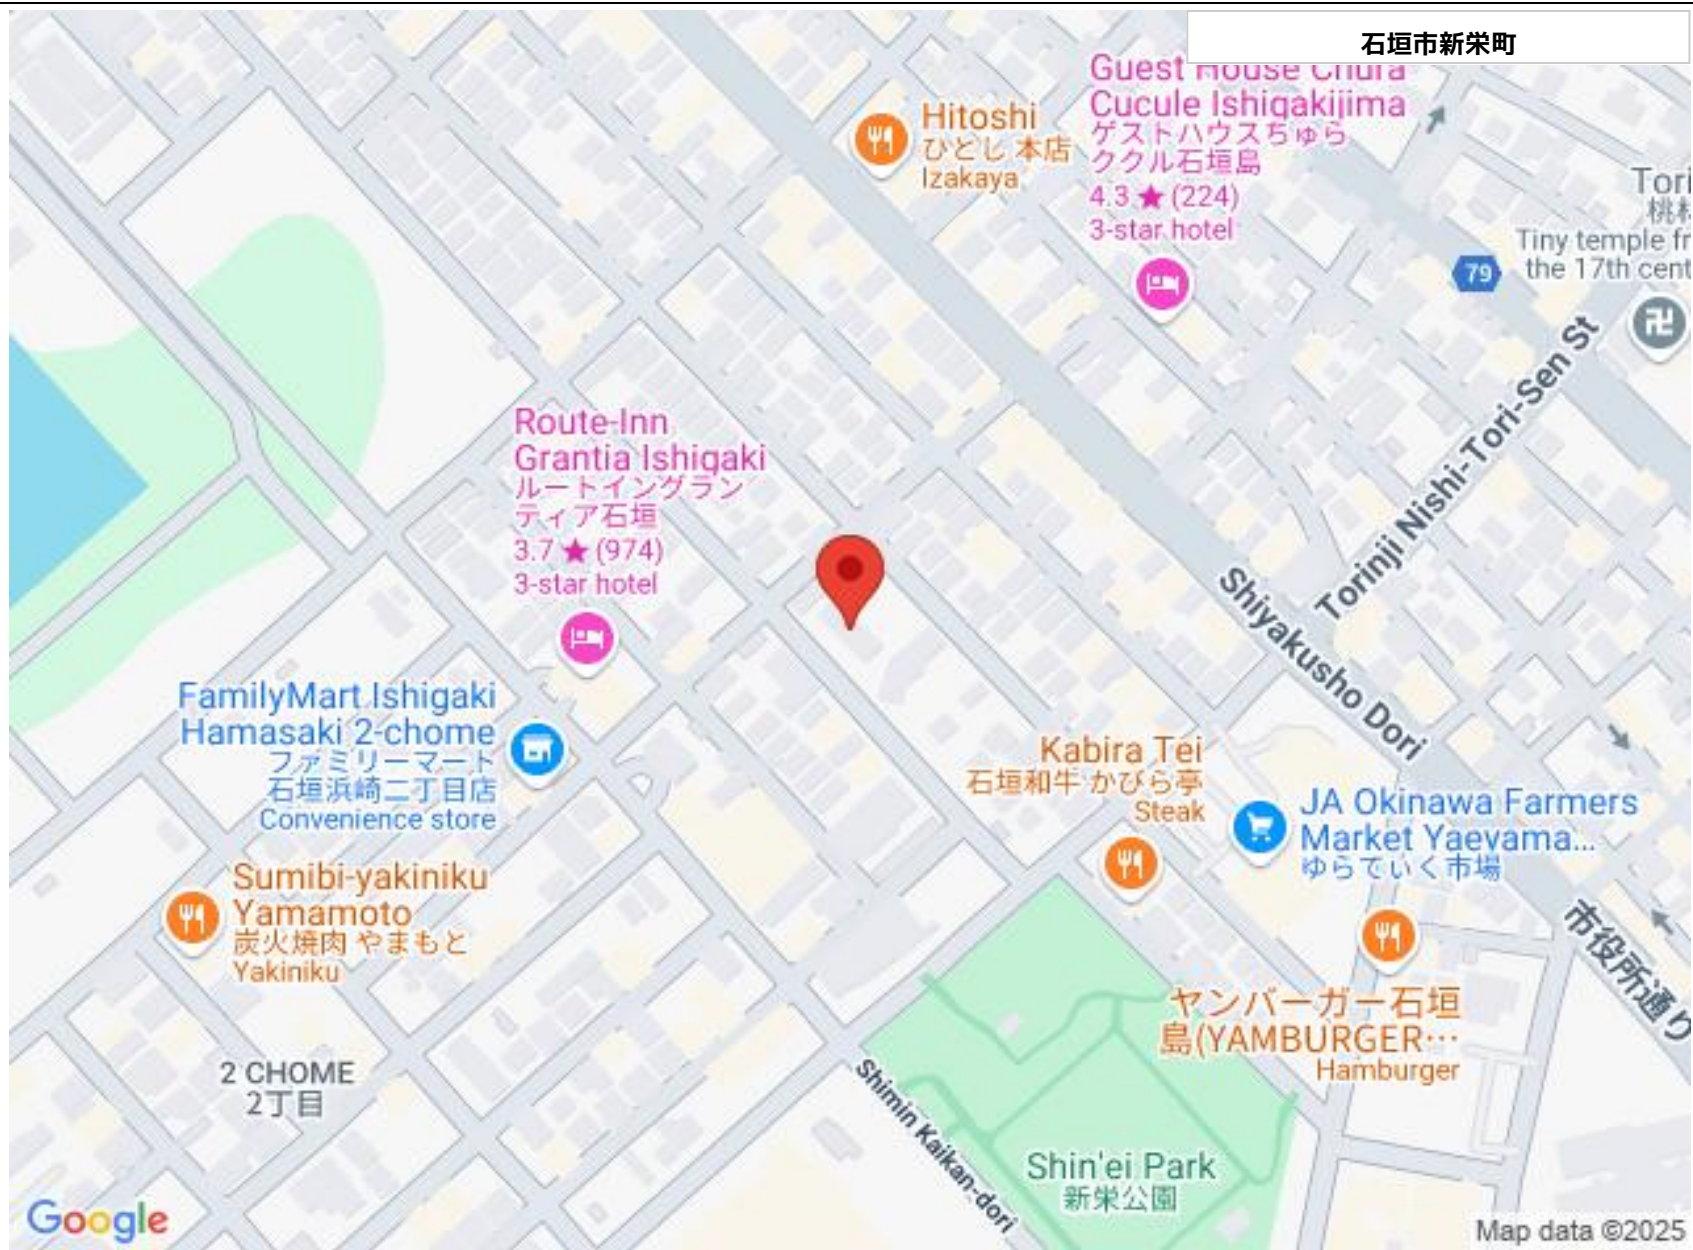 石垣市新栄町
Guest House Chura
Cucule Ishigakijima
ゲストハウスちゅら
ククル石垣島
4.3 ★ (224)
3-star hotel
Hitoshi
ひとし 本店
Izakaya
Tori
桃林
Tiny temple fr
the 17th cent
79
卍
Torinji Nishi-Tori-Sen St
Route-Inn
Grantia Ishigaki
ルートイングラン
ティア石垣
3.7 ★ (974)
3-star hotel
Shiyakusho Dori
FamilyMart Ishigaki
Hamasaki 2-chome
ファミリーマート
石垣浜崎二丁目店
Convenience store
Kabira Tei
石垣和牛 かびら亭
Steak
JA Okinawa Farmers
Market Yaeyama...
ゆらてぃく市場
Sumibi-yakiniku
Yamamoto
炭火焼肉 やまもと
Yakiniku
市役所通り
ヤンバーガー石垣
島(YAMBURGER…
Hamburger
2 CHOME
2丁目
Shimin Kaikan-dori
Shin'ei Park
新栄公園
Google
Map data ©2025